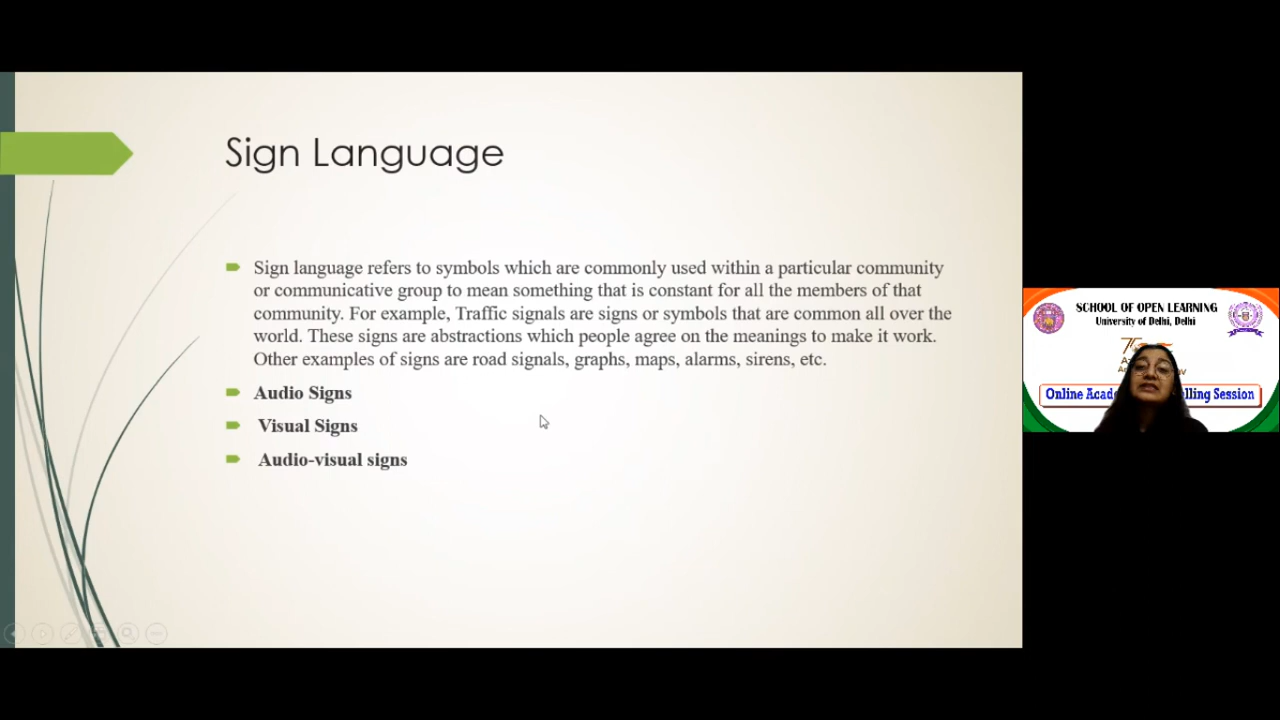 Sign Language
Sign language refers to symbols which are commonly used within a particular community
or communicative group to mean something that is constant for all the members of that
community. For example, Traffic signals are signs or symbols that are common all over the
world. These signs are abstractions which people agree on the meanings to make it work.
Other examples of signs are road signals, graphs, maps, alarms, sirens, etc.
Audio Signs
Visual Signs
Audio-visual signs
SCHOOL OF OPEN LEARNING
University of Delhi, Delhi
Online
Session